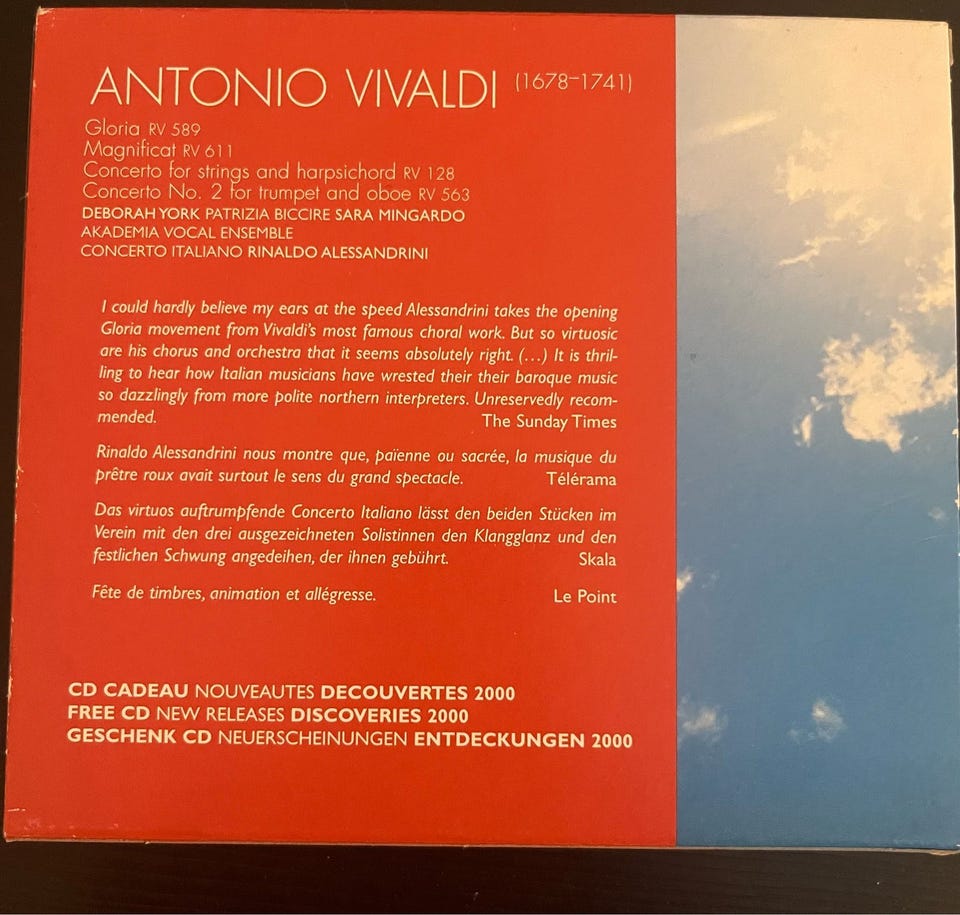 ANTONIO VIVALDI (1678–1741)
Gloria RV 589
Magnificat RV 611
Concerto for strings and harpsichord RV 128
Concerto No. 2 for trumpet and oboe RV 563
DEBORAH YORK PATRIZIA BICCIRE SARA MINGARDO
AKADEMIA VOCAL ENSEMBLE
CONCERTO ITALIANO RINALDO ALESSANDRINI
I could hardly believe my ears at the speed Alessandrini takes the opening
Gloria movement from Vivaldi's most famous choral work. But so virtuosic
are his chorus and orchestra that it seems absolutely right. (…) It is thril-
ling to hear how Italian musicians have wrested their their baroque music
so dazzlingly from more polite northern interpreters. Unreservedly recom-
mended. The Sunday Times
Rinaldo Alessandrini nous montre que, païenne ou sacrée, la musique du
prêtre roux avait surtout le sens du grand spectacle. Télérama
Das virtuos auftrumpfende Concerto Italiano lässt den beiden Stücken im
Verein mit den drei ausgezeichneten Solistinnen den Klangglanz und den
festlichen Schwung angedeihen, der ihnen gebührt. Skala
Fête de timbres, animation et allégresse. Le Point
CD CADEAU NOUVEAUTES DECOUVERTES 2000
FREE CD NEW RELEASES DISCOVERIES 2000
GESCHENK CD NEUERSCHEINUNGEN ENTDECKUNGEN 2000